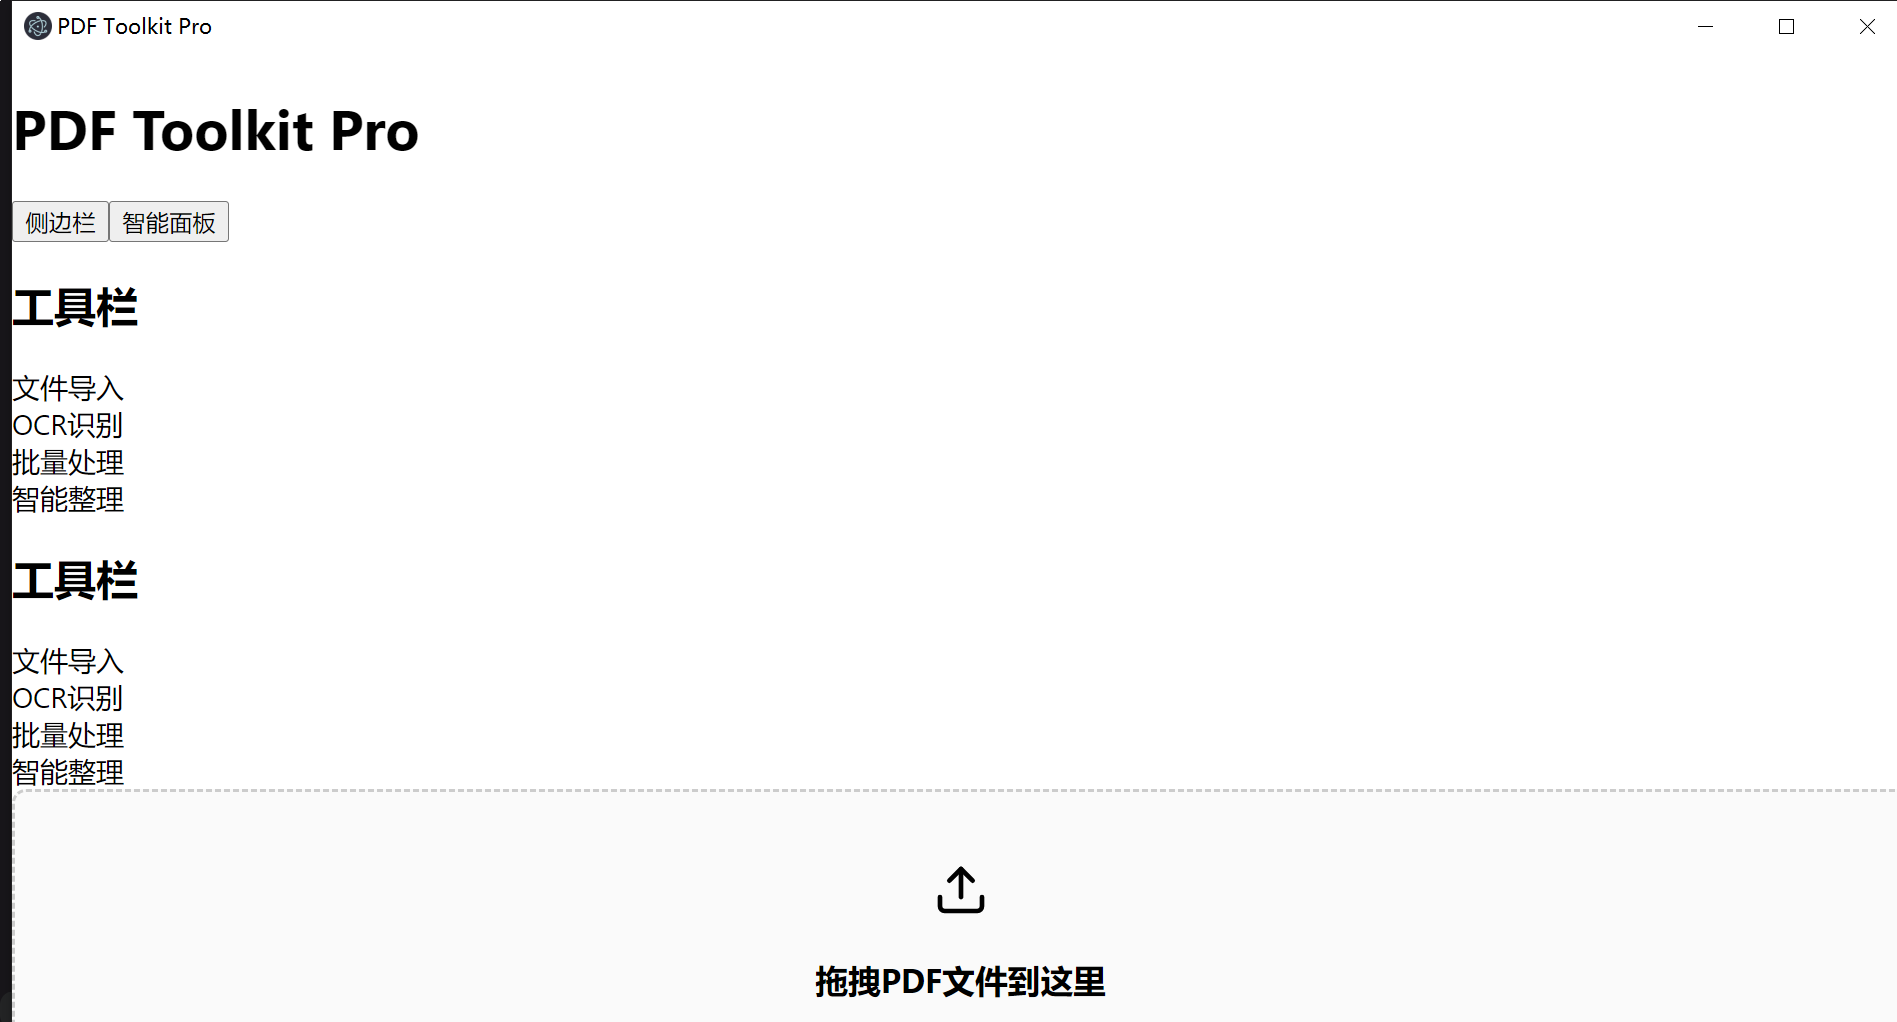 PDF Toolkit Pro
PDF Toolkit Pro
侧边栏 智能面板
工具栏
文件导入
OCR识别
批量处理
智能整理
工具栏
文件导入
OCR识别
批量处理
智能整理
拖拽PDF文件到这里